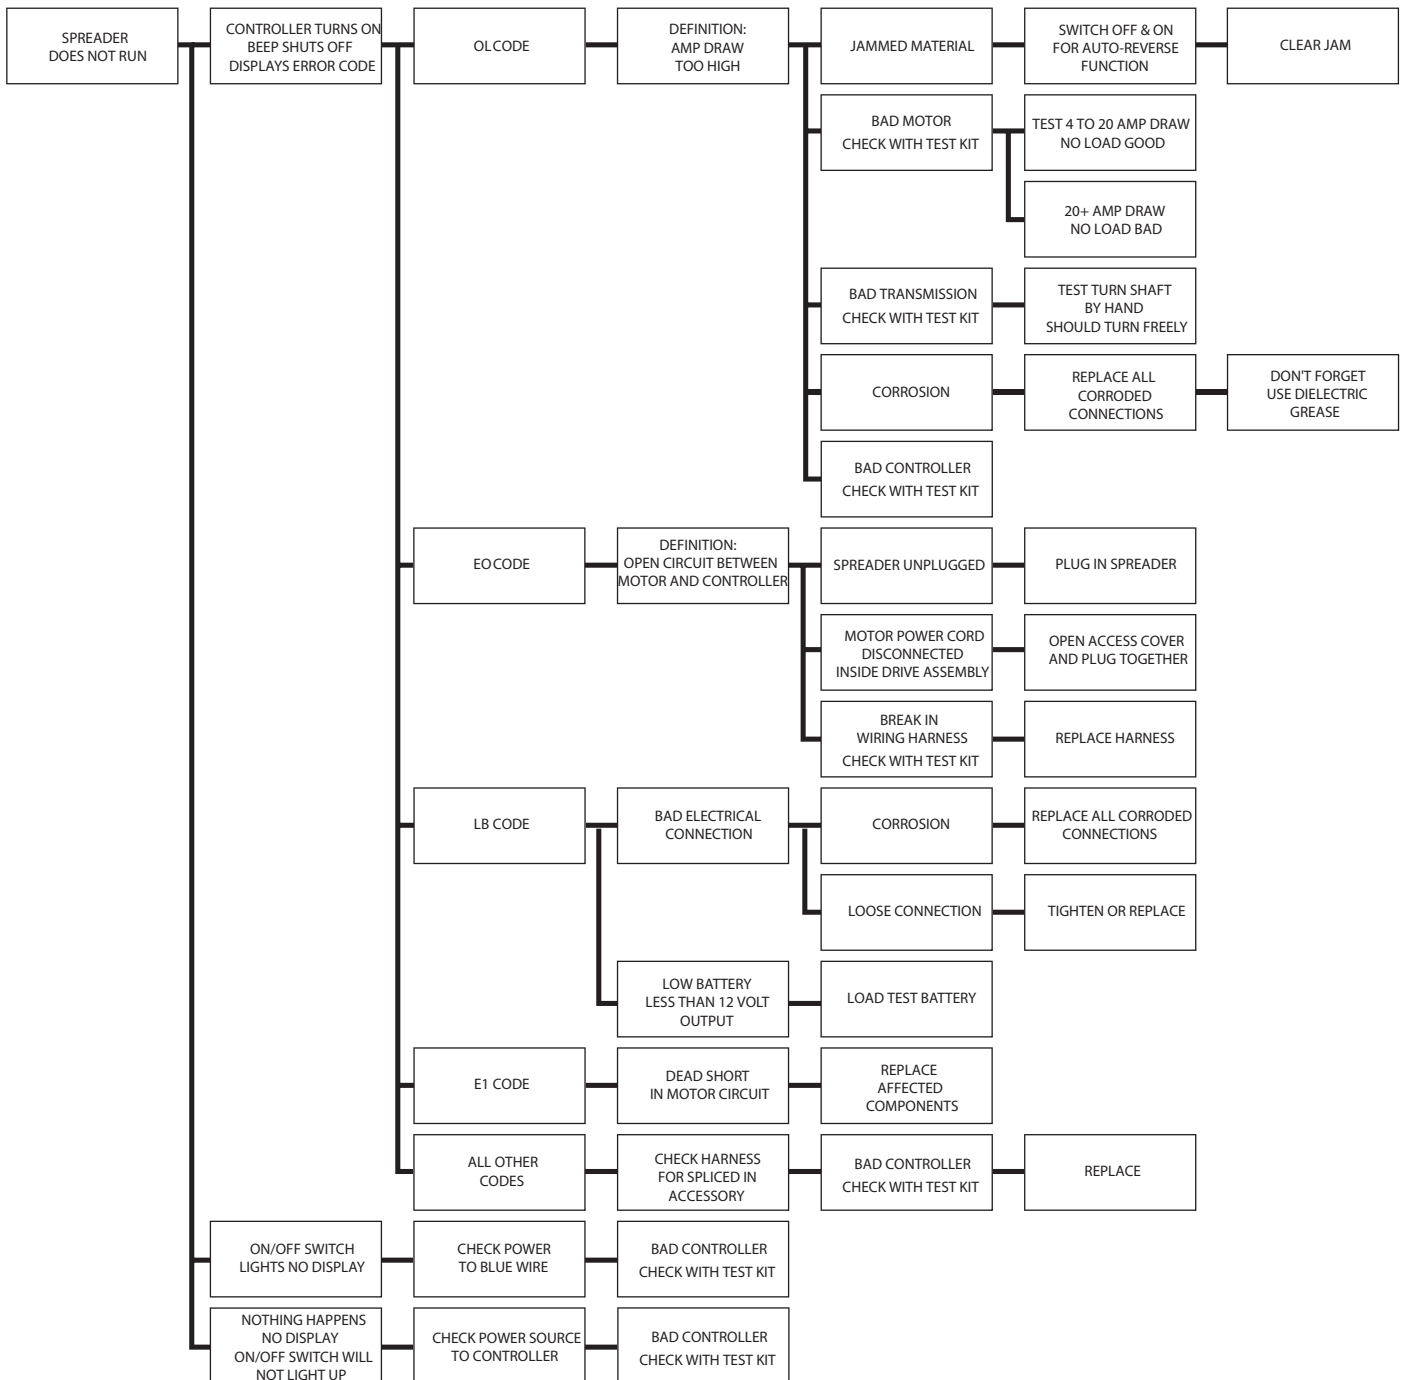 SPREADER
DOES NOT RUN
CONTROLLER TURNS ON
BEEP SHUTS OFF
DISPLAYS ERROR CODE
OL CODE
DEFINITION:
AMP DRAW
TOO HIGH
JAMMED MATERIAL
SWITCH OFF & ON
FOR AUTO-REVERSE
FUNCTION
CLEAR JAM
BAD MOTOR
CHECK WITH TEST KIT
TEST 4 TO 20 AMP DRAW
NO LOAD GOOD
20+ AMP DRAW
NO LOAD BAD
BAD TRANSMISSION
CHECK WITH TEST KIT
TEST TURN SHAFT
BY HAND
SHOULD TURN FREELY
CORROSION
REPLACE ALL
CORRODED
CONNECTIONS
DON'T FORGET
USE DIELECTRIC
GREASE
BAD CONTROLLER
CHECK WITH TEST KIT
EO CODE
DEFINITION:
OPEN CIRCUIT BETWEEN
MOTOR AND CONTROLLER
SPREADER UNPLUGGED
PLUG IN SPREADER
MOTOR POWER CORD
DISCONNECTED
INSIDE DRIVE ASSEMBLY
OPEN ACCESS COVER
AND PLUG TOGETHER
BREAK IN
WIRING HARNESS
CHECK WITH TEST KIT
REPLACE HARNESS
LB CODE
BAD ELECTRICAL
CONNECTION
CORROSION
REPLACE ALL CORRODED
CONNECTIONS
LOOSE CONNECTION
TIGHTEN OR REPLACE
LOW BATTERY
LESS THAN 12 VOLT
OUTPUT
LOAD TEST BATTERY
E1 CODE
DEAD SHORT
IN MOTOR CIRCUIT
REPLACE
AFFECTED
COMPONENTS
ALL OTHER
CODES
CHECK HARNESS
FOR SPLICED IN
ACCESSORY
BAD CONTROLLER
CHECK WITH TEST KIT
REPLACE
ON/OFF SWITCH
LIGHTS NO DISPLAY
CHECK POWER
TO BLUE WIRE
BAD CONTROLLER
CHECK WITH TEST KIT
NOTHING HAPPENS
NO DISPLAY
ON/OFF SWITCH WILL
NOT LIGHT UP
CHECK POWER SOURCE
TO CONTROLLER
BAD CONTROLLER
CHECK WITH TEST KIT